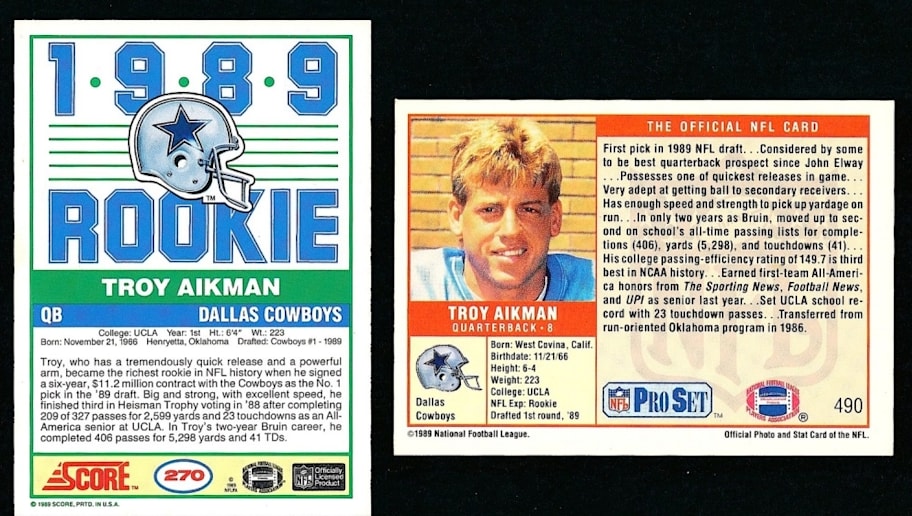 1·9·8·9
TM
ROOKIE
TROY AIKMAN
QB DALLAS COWBOYS
College: UCLA Year: 1st Ht.: 6'4" Wt.: 223
Born: November 21, 1966 Henryetta, Oklahoma Drafted: Cowboys #1 - 1989
Troy, who has a tremendously quick release and a powerful
arm, became the richest rookie in NFL history when he signed
a six-year, $11.2 million contract with the Cowboys as the No. 1
pick in the '89 draft. Big and strong, with excellent speed, he
finished third in Heisman Trophy voting in '88 after completing
209 of 327 passes for 2,599 yards and 23 touchdowns as an All-
America senior at UCLA. In Troy's two-year Bruin career, he
completed 406 passes for 5,298 yards and 41 TDs.
SCORE TM
270
© 1989 NFLPA
NFL
Officially
Licensed
Product
© 1989 SCORE, PRTD. IN U.S.A.
THE OFFICIAL NFL CARD
First pick in 1989 NFL draft. . .Considered by some
to be best quarterback prospect since John Elway
. . .Possesses one of quickest releases in game. . .
Very adept at getting ball to secondary receivers. . .
Has enough speed and strength to pick up yardage on
run. . .In only two years as Bruin, moved up to sec-
ond on school's all-time passing lists for comple-
tions (406), yards (5,298), and touchdowns (41). . .
His college passing-efficiency rating of 149.7 is third
best in NCAA history. . .Earned first-team All-Ameri-
ca honors from The Sporting News, Football News,
and UPI as senior last year. . .Set UCLA school re-
cord with 23 touchdown passes. . .Transferred from
run-oriented Oklahoma program in 1986.
TROY AIKMAN
QUARTERBACK · 8
Dallas
Cowboys
Born: West Covina, Calif.
Birthdate: 11/21/66
Height: 6-4
Weight: 223
College: UCLA
NFL Exp: Rookie
Drafted 1st round, '89
NFL PRO SET TM
®
490
©1989 National Football League.
Official Photo and Stat Card of the NFL.